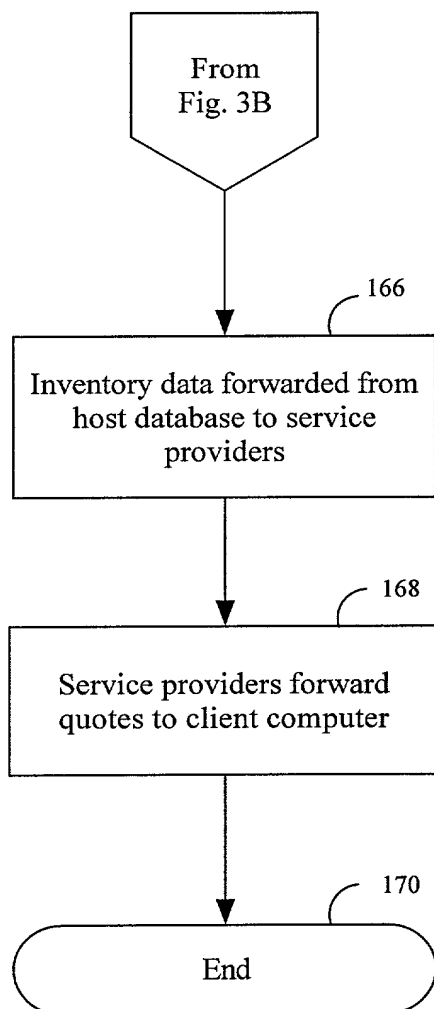 From
Fig. 3B
166
Inventory data forwarded from
host database to service
providers
168
Service providers forward
quotes to client computer
170
End